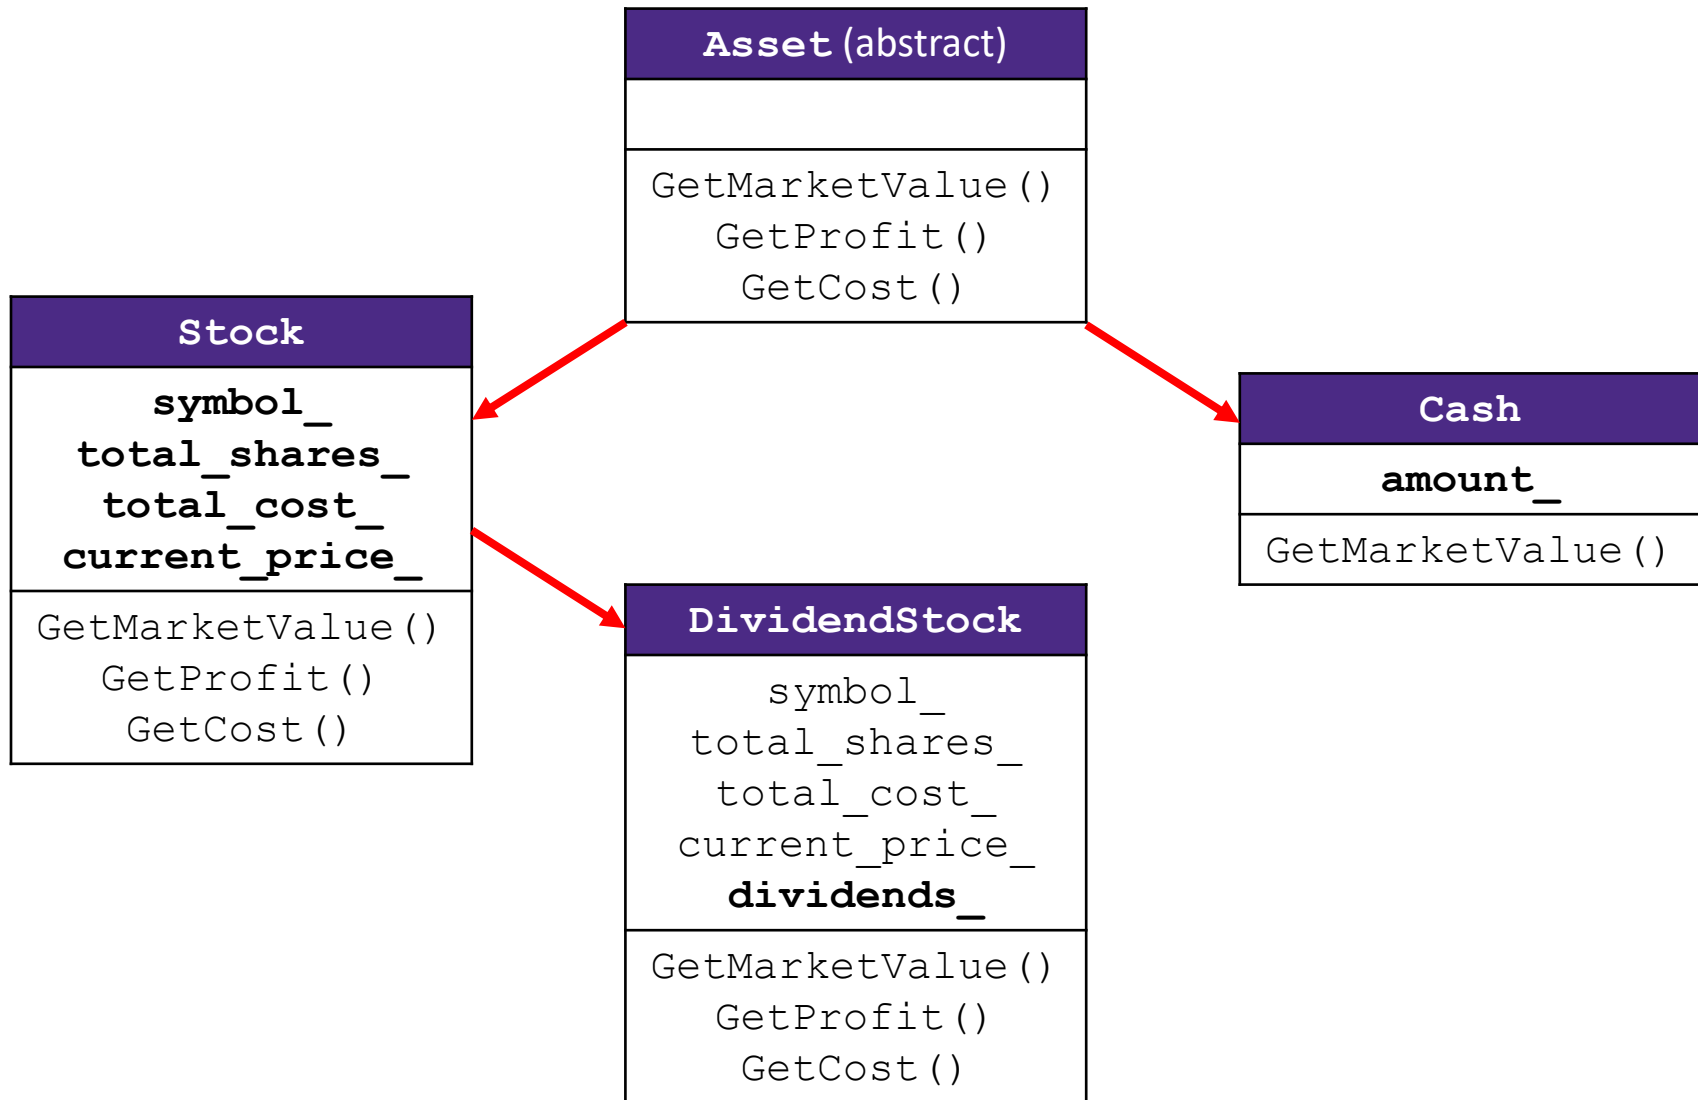 Asset (abstract)
GetMarketValue()
GetProfit()
GetCost()
Stock
symbol_
total_shares_
total_cost_
current_price_
GetMarketValue()
GetProfit()
GetCost()
Cash
amount_
GetMarketValue()
DividendStock
symbol_
total_shares_
total_cost_
current_price_
dividends_
GetMarketValue()
GetProfit()
GetCost()